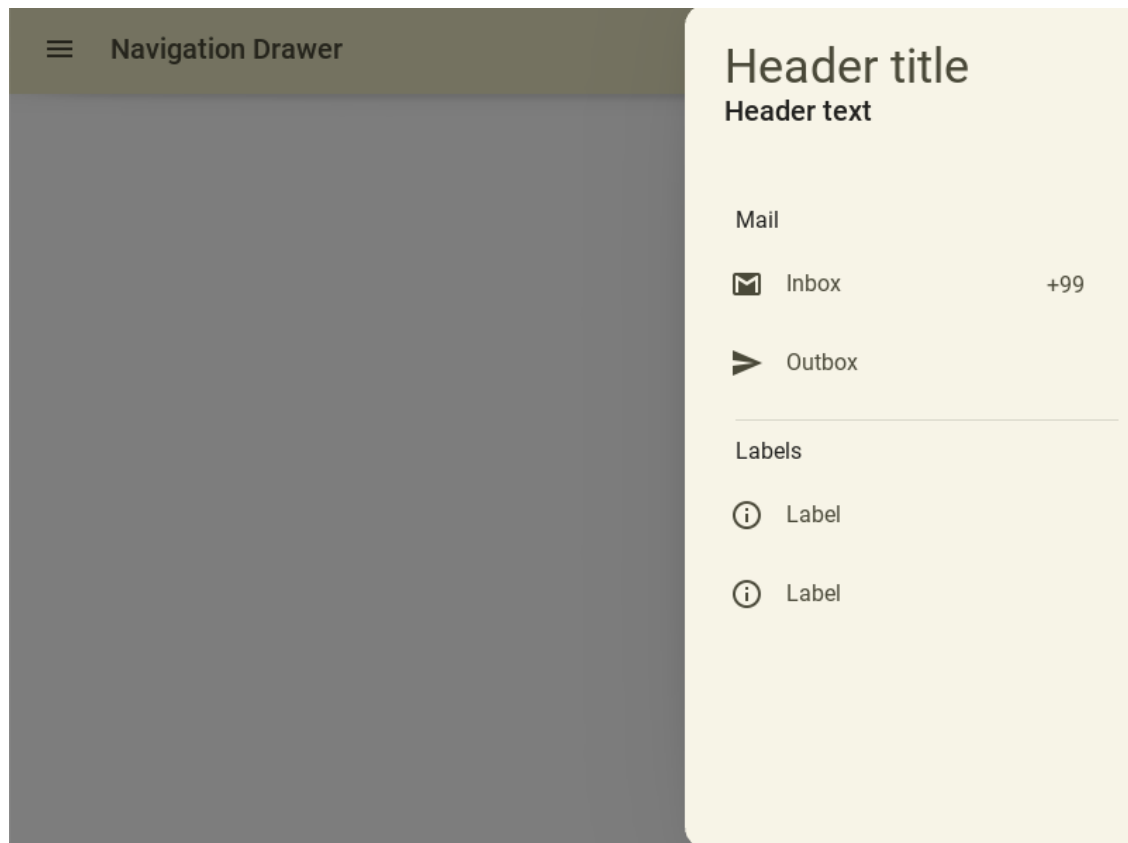 Navigation Drawer
Header title
Header text
Mail
Inbox +99
Outbox
Labels
Label
Label